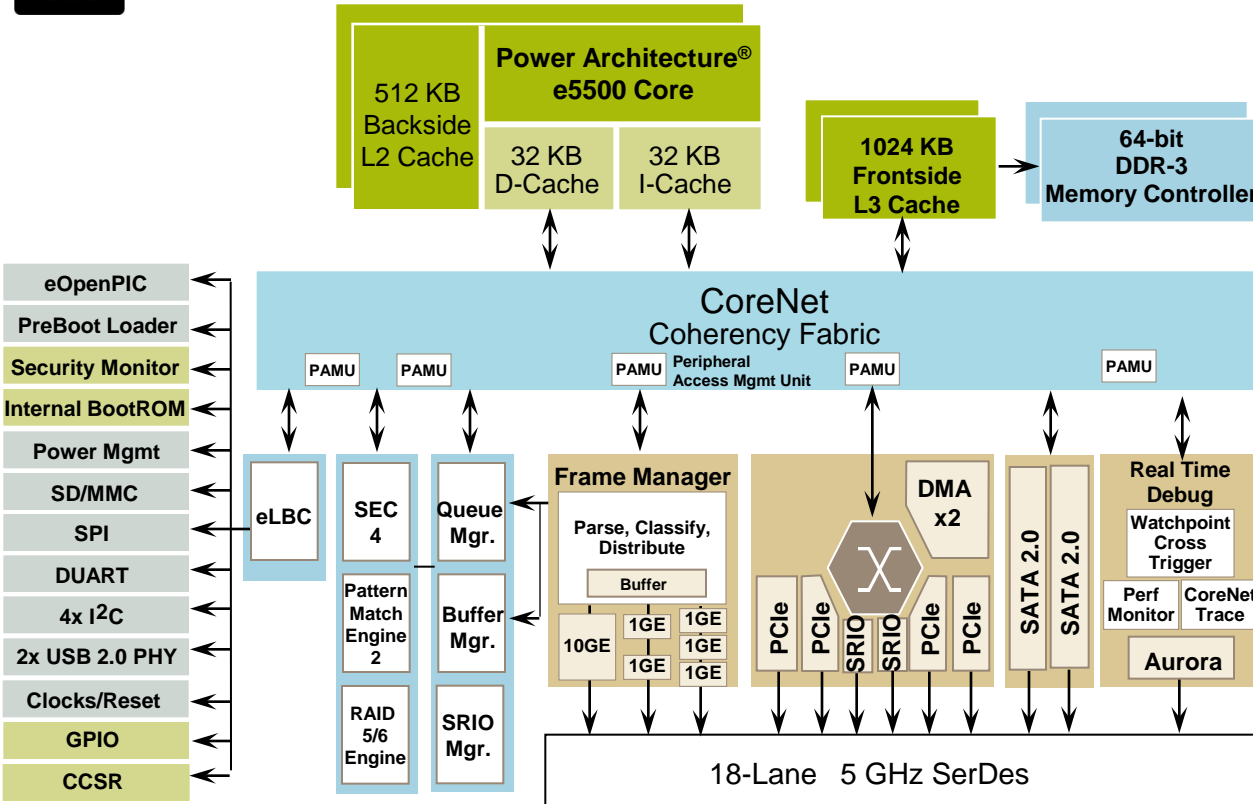 Power Architecture®
e5500 Core
512 KB
Backside
L2 Cache
32 KB
D-Cache
32 KB
I-Cache
1024 KB
Frontside
L3 Cache
64-bit
DDR-3
Memory Controller
eOpenPIC
PreBoot Loader
Security Monitor
Internal BootROM
Power Mgmt
SD/MMC
SPI
DUART
4x I2C
2x USB 2.0 PHY
Clocks/Reset
GPIO
CCSR
CoreNet
Coherency Fabric
PAMU
PAMU
PAMU
Peripheral
Access Mgmt Unit
PAMU
PAMU
eLBC
SEC
4
Pattern
Match
Engine
2
RAID
5/6
Engine
Queue
Mgr.
Buffer
Mgr.
SRIO
Mgr.
Frame Manager
Parse, Classify,
Distribute
Buffer
10GE
1GE
1GE
1GE
1GE
1GE
DMA
x2
PCIe
PCIe
SRIO
SRIO
PCIe
PCIe
SATA 2.0
SATA 2.0
Real Time
Debug
Watchpoint
Cross
Trigger
Perf
Monitor
CoreNet
Trace
Aurora
18-Lane 5 GHz SerDes